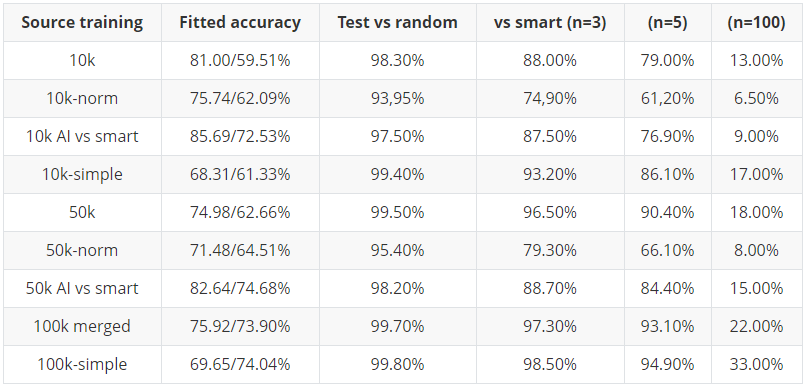 Source training Fitted accuracy Test vs random vs smart (n=3) (n=5) (n=100)
10k 81.00/59.51% 98.30% 88.00% 79.00% 13.00%
10k-norm 75.74/62.09% 93,95% 74,90% 61,20% 6.50%
10k AI vs smart 85.69/72.53% 97.50% 87.50% 76.90% 9.00%
10k-simple 68.31/61.33% 99.40% 93.20% 86.10% 17.00%
50k 74.98/62.66% 99.50% 96.50% 90.40% 18.00%
50k-norm 71.48/64.51% 95.40% 79.30% 66.10% 8.00%
50k AI vs smart 82.64/74.68% 98.20% 88.70% 84.40% 15.00%
100k merged 75.92/73.90% 99.70% 97.30% 93.10% 22.00%
100k-simple 69.65/74.04% 99.80% 98.50% 94.90% 33.00%